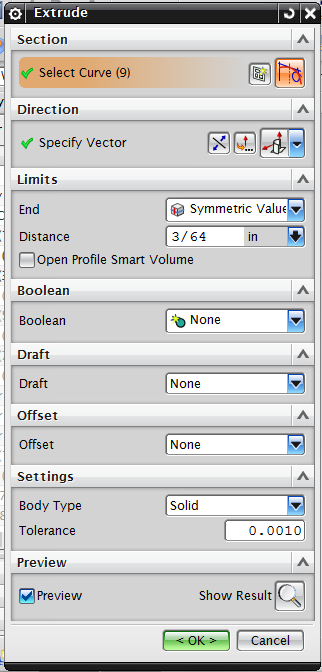 Extrude
Section
Select Curve (9)
Direction
Specify Vector
Limits
End Symmetric Value
Distance 3/64 in
Open Profile Smart Volume
Boolean
Boolean None
Draft
Draft None
Offset
Offset None
Settings
Body Type Solid
Tolerance 0.0010
Preview
Preview Show Result
< OK > Cancel